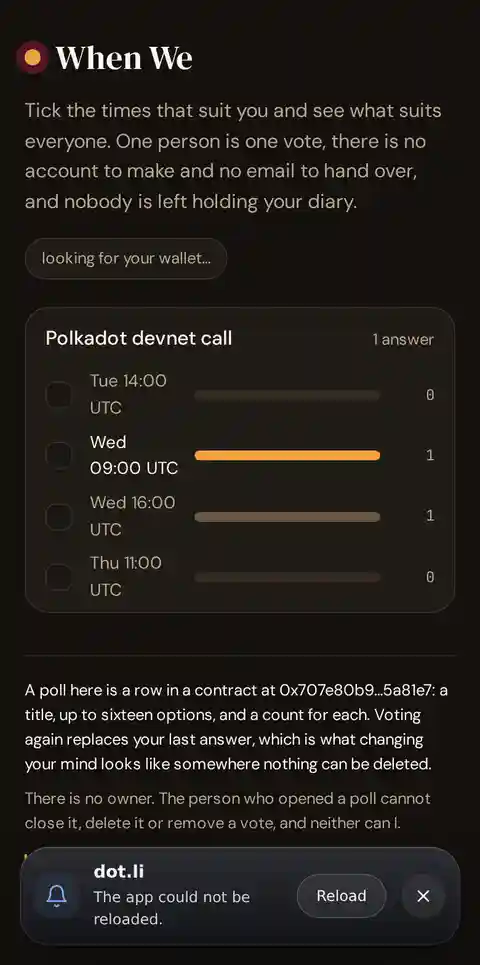 When We
Tick the times that suit you and see what suits
everyone. One person is one vote, there is no
account to make and no email to hand over,
and nobody is left holding your diary.
looking for your wallet...
Polkadot devnet call
1 answer
Tue 14:00
UTC
0
Wed
09:00 UTC
1
Wed 16:00
UTC
1
Thu 11:00
UTC
0
A poll here is a row in a contract at 0x707e80b9…5a81e7: a
title, up to sixteen options, and a count for each. Voting
again replaces your last answer, which is what changing
your mind looks like somewhere nothing can be deleted.
There is no owner. The person who opened a poll cannot
close it, delete it or remove a vote, and neither can I.
dot.li
The app could not be
reloaded.
Reload